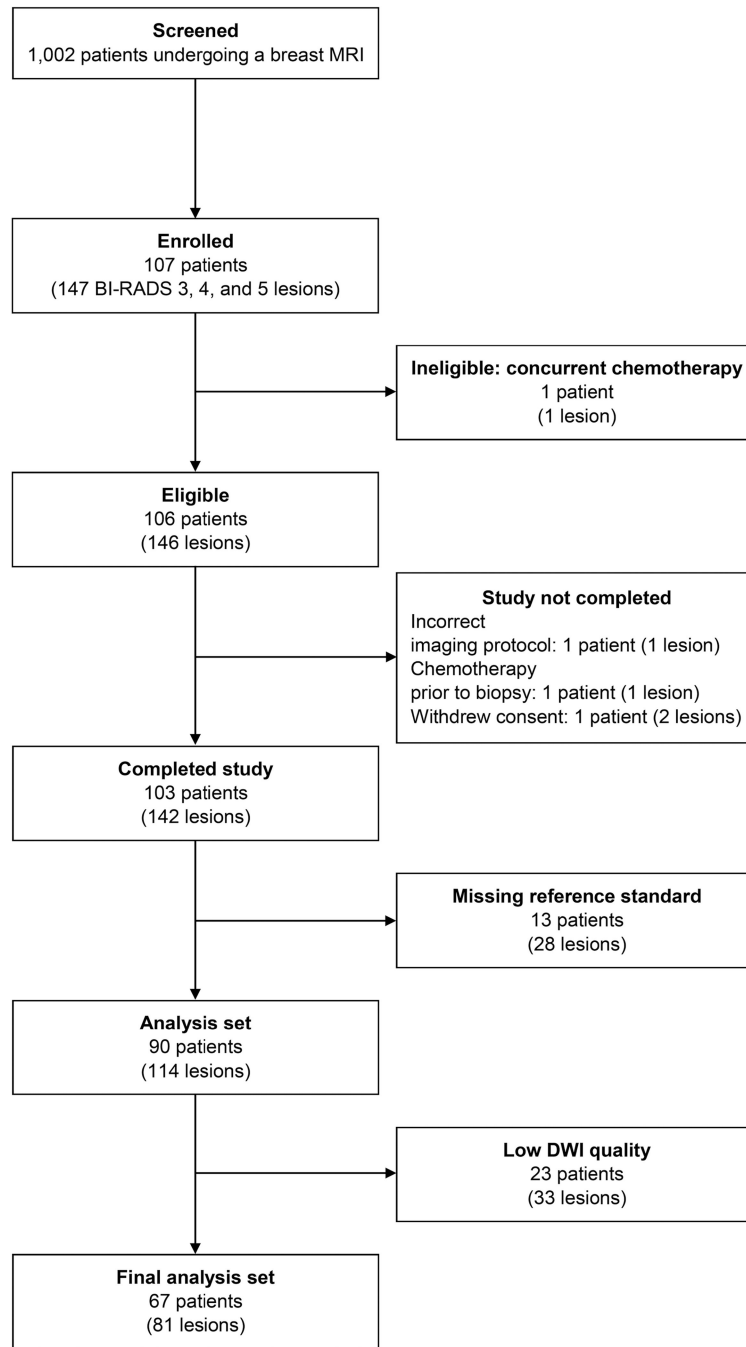 Screened
1,002 patients undergoing a breast MRI
Enrolled
107 patients
(147 BI-RADS 3, 4, and 5 lesions)
Ineligible: concurrent chemotherapy
1 patient
(1 lesion)
Eligible
106 patients
(146 lesions)
Study not completed
Incorrect
imaging protocol: 1 patient (1 lesion)
Chemotherapy
prior to biopsy: 1 patient (1 lesion)
Withdrew consent: 1 patient (2 lesions)
Completed study
103 patients
(142 lesions)
Missing reference standard
13 patients
(28 lesions)
Analysis set
90 patients
(114 lesions)
Low DWI quality
23 patients
(33 lesions)
Final analysis set
67 patients
(81 lesions)